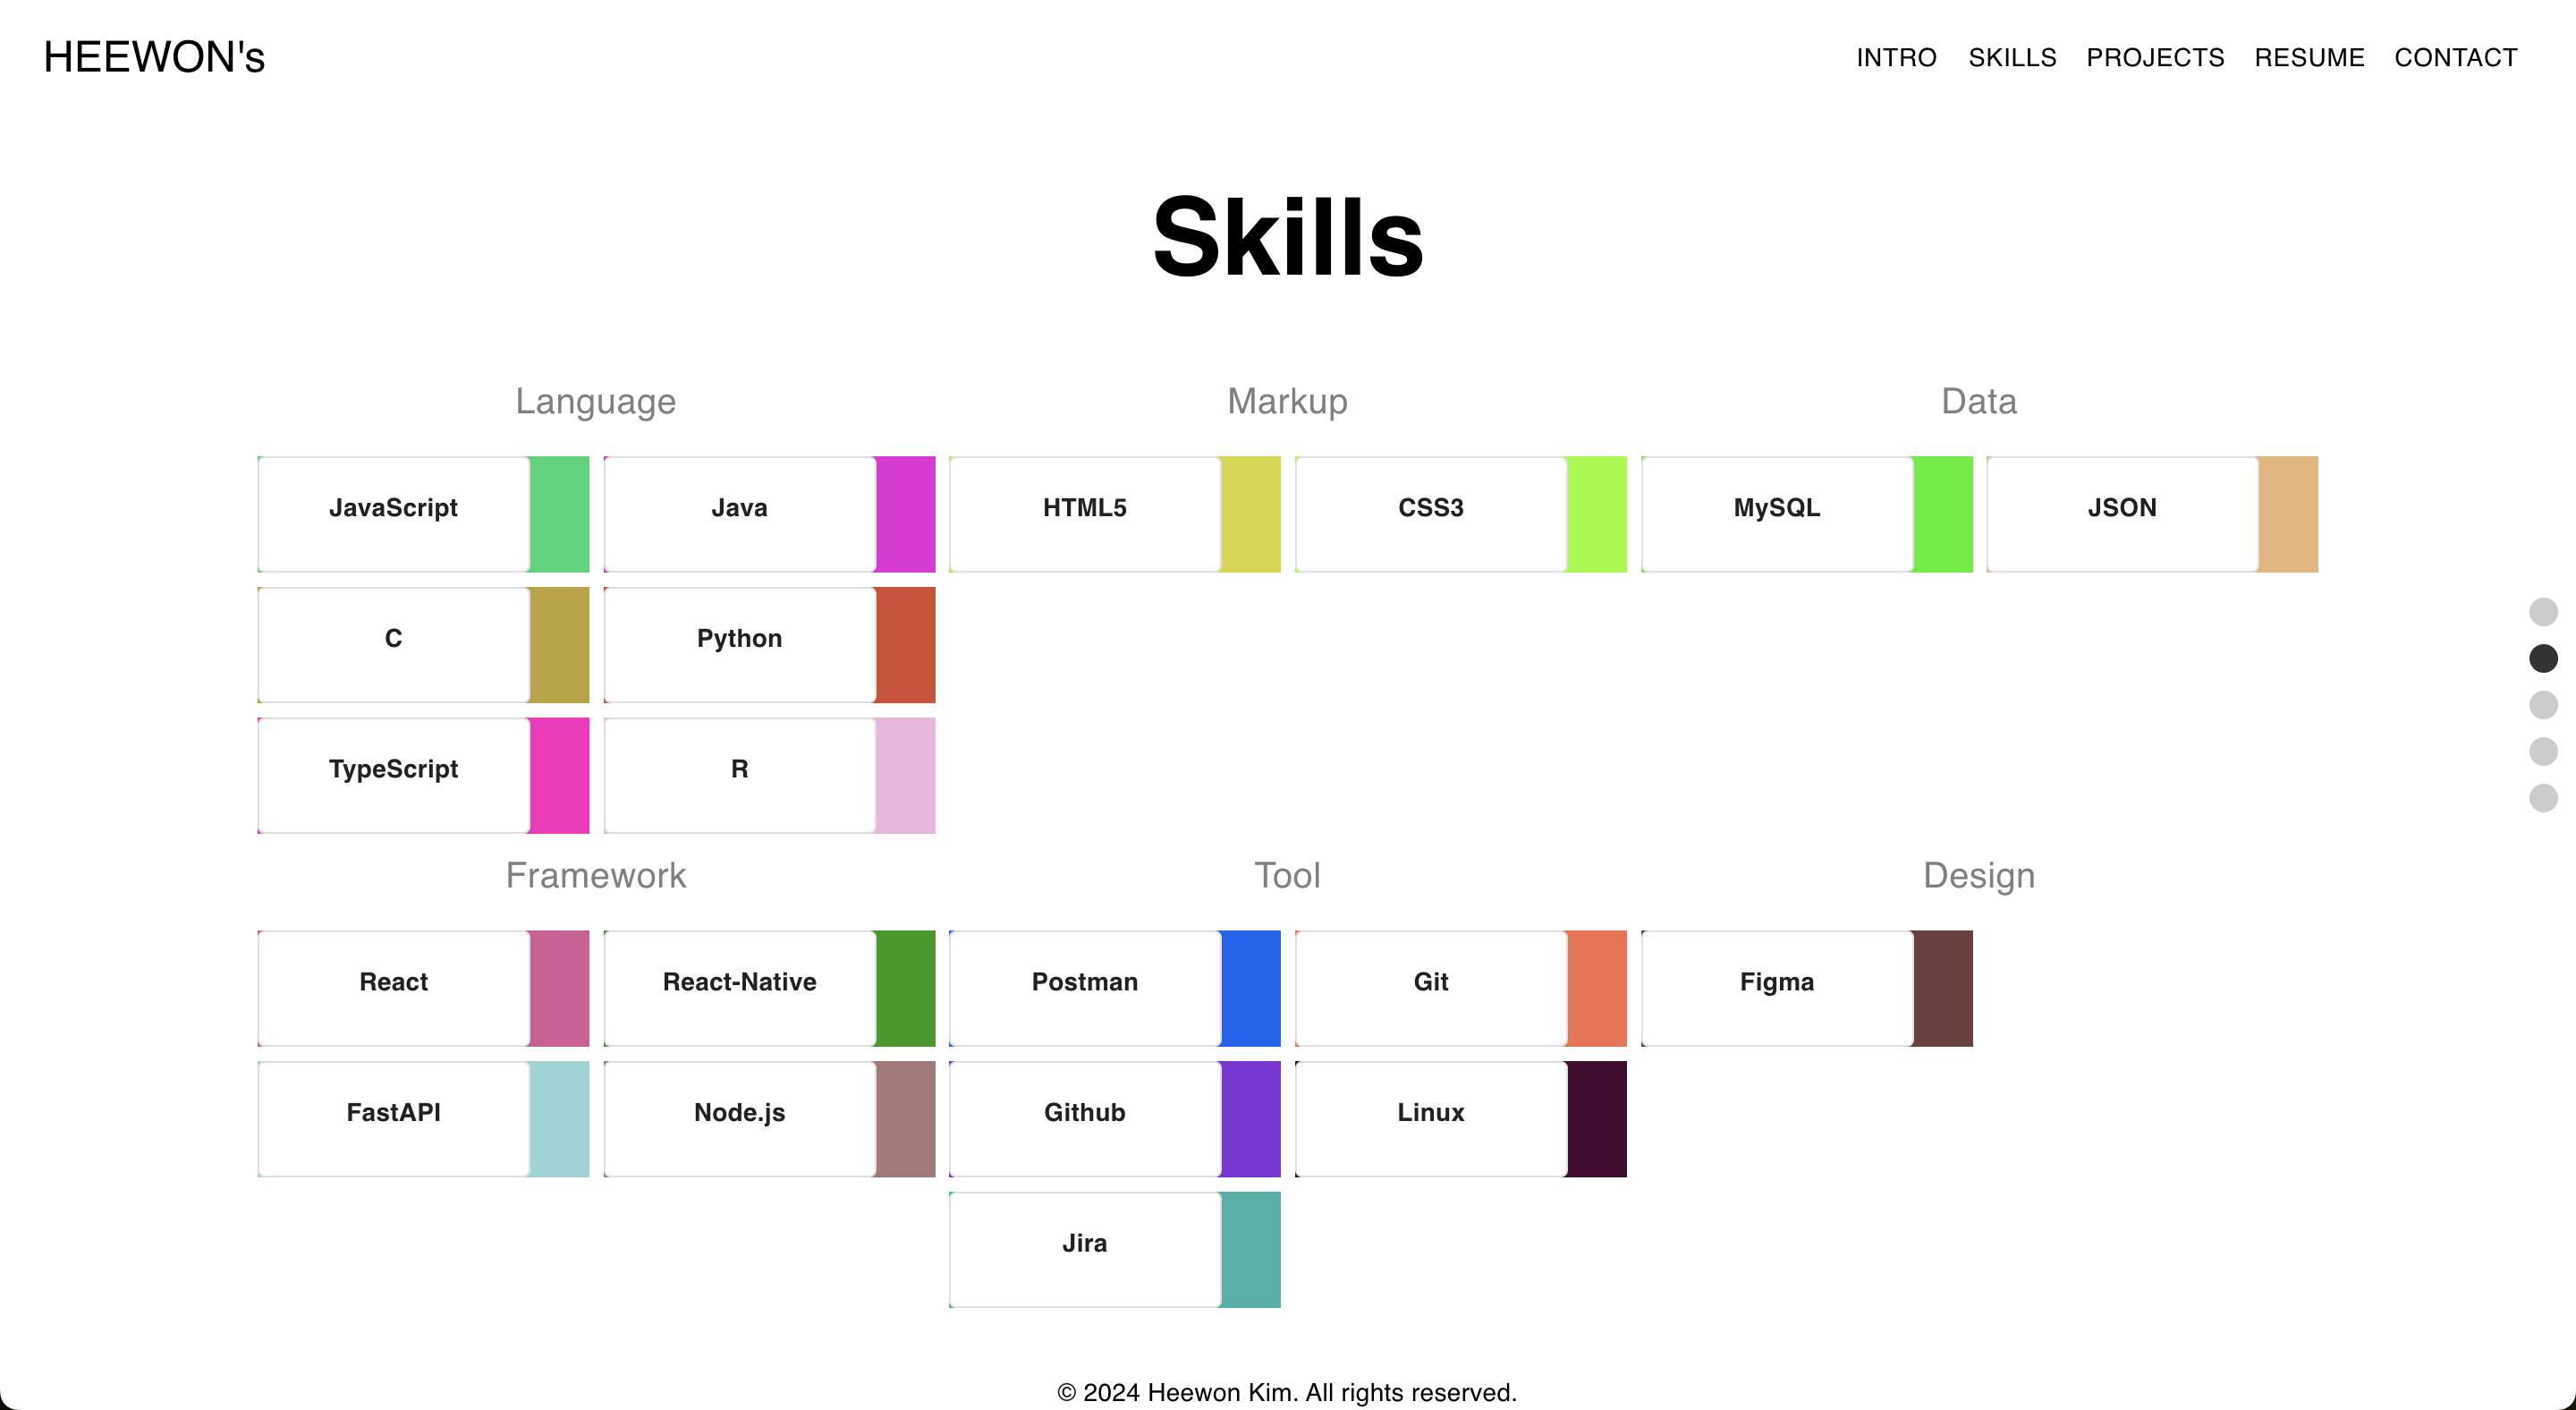 HEEWON's
INTRO SKILLS PROJECTS RESUME CONTACT
Skills
Language
JavaScript
Java
C
Python
TypeScript
R
Markup
HTML5
CSS3
Data
MySQL
JSON
Framework
React
React-Native
FastAPI
Node.js
Tool
Postman
Git
Github
Linux
Jira
Design
Figma
© 2024 Heewon Kim. All rights reserved.